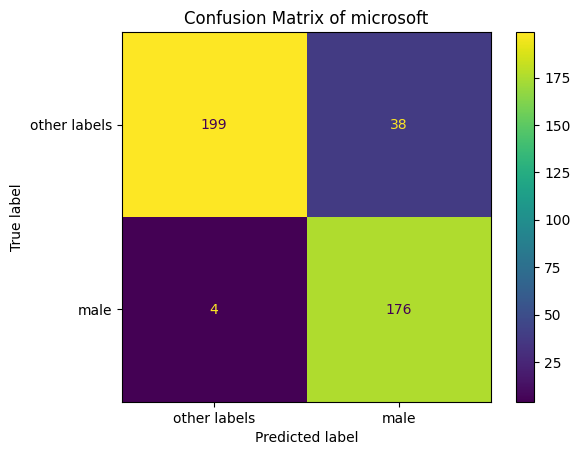 Confusion Matrix of microsoft
True label
other labels
male
199
38
4
176
other labels
male
Predicted label
175
150
125
100
75
50
25